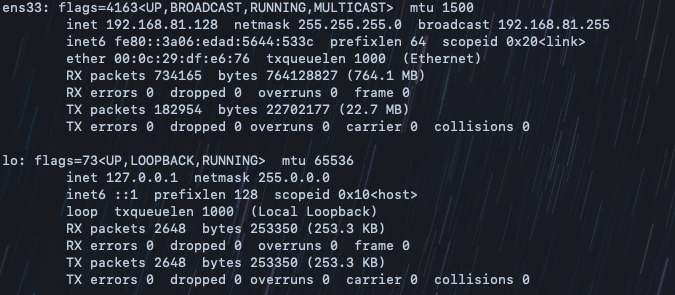 ens33: flags=4163<UP,BROADCAST,RUNNING,MULTICAST>  mtu 1500
        inet 192.168.81.128  netmask 255.255.255.0  broadcast 192.168.81.255
        inet6 fe80::3a06:edad:5644:533c  prefixlen 64  scopeid 0x20<link>
        ether 00:0c:29:df:e6:76  txqueuelen 1000  (Ethernet)
        RX packets 734165  bytes 764128827 (764.1 MB)
        RX errors 0  dropped 0  overruns 0  frame 0
        TX packets 182954  bytes 22702177 (22.7 MB)
        TX errors 0  dropped 0 overruns 0  carrier 0  collisions 0
lo: flags=73<UP,LOOPBACK,RUNNING>  mtu 65536
        inet 127.0.0.1  netmask 255.0.0.0
        inet6 ::1  prefixlen 128  scopeid 0x10<host>
        loop  txqueuelen 1000  (Local Loopback)
        RX packets 2648  bytes 253350 (253.3 KB)
        RX errors 0  dropped 0  overruns 0  frame 0
        TX packets 2648  bytes 253350 (253.3 KB)
        TX errors 0  dropped 0 overruns 0  carrier 0  collisions 0